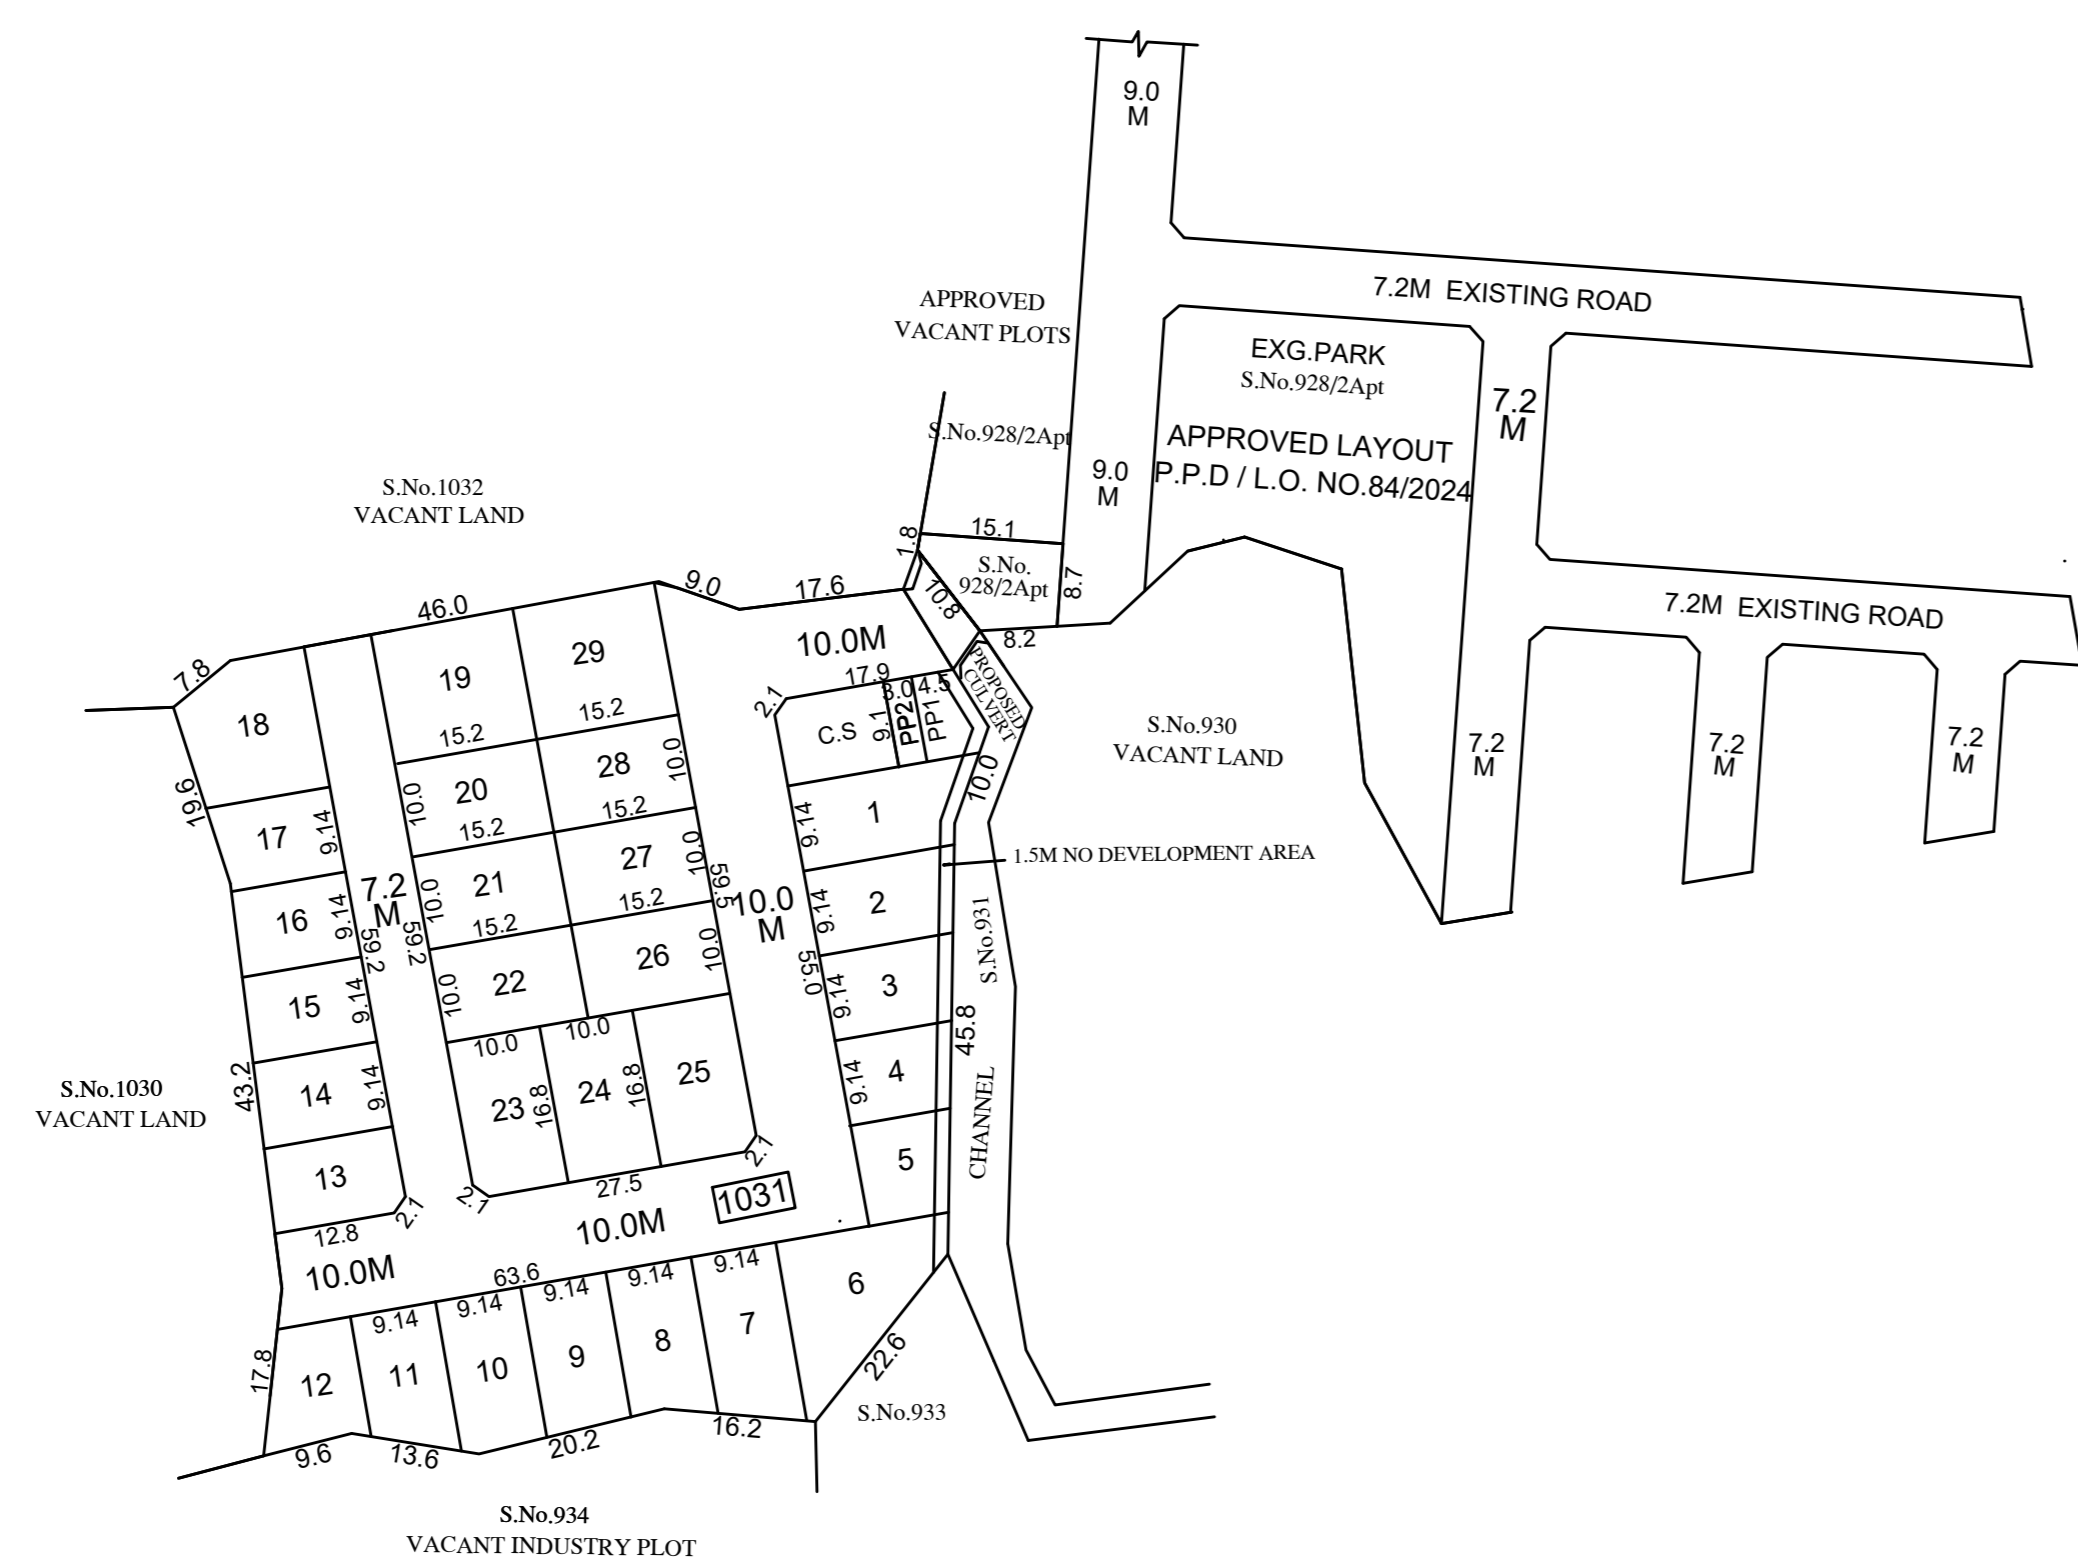 9.0
M
7.2M EXISTING ROAD
APPROVED
VACANT PLOTS
EXG.PARK
S.No.928/2Apt
7.2
M
S.No.928/2Apt
APPROVED LAYOUT
P.P.D / L.O. NO.84/2024
9.0
M
S.No.1032
VACANT LAND
15.1
1.8
S.No.
928/2Apt
8.7
10.8
8.2
7.2M EXISTING ROAD
46.0
9.0
17.6
10.0M
7.8
18
19
29
15.2
15.2
17.9
2.1
3.0
4.5
C.S
9.1
PP2
PP1
PROPOSED
CULVERT
S.No.930
VACANT LAND
7.2
M
7.2
M
7.2
M
19.6
17
9.14
10.0
20
28
10.0
15.2
15.2
9.14
1
10.0
1.5M NO DEVELOPMENT AREA
16
9.14
59.2
7.2
M
59.2
10.0
21
27
10.0
15.2
15.2
59.5
10.0
M
9.14
2
S.No.931
15
9.14
10.0
22
26
10.0
55.0
9.14
3
45.8
CHANNEL
S.No.1030
VACANT LAND
43.2
14
9.14
10.0
10.0
23
16.8
24
16.8
25
9.14
4
5
13
2.1
12.8
2.1
27.5
2.1
1031
10.0M
10.0M
63.6
9.14
9.14
9.14
9.14
9.14
17.8
12
11
10
9
8
7
6
22.6
9.6
13.6
20.2
16.2
S.No.933
S.No.934
VACANT INDUSTRY PLOT